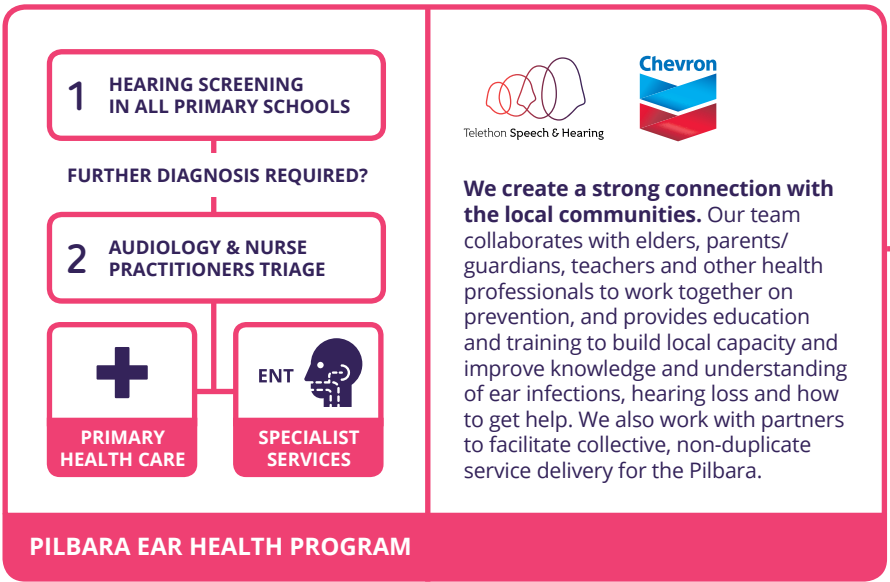 1 HEARING SCREENING
IN ALL PRIMARY SCHOOLS
FURTHER DIAGNOSIS REQUIRED?
2 AUDIOLOGY & NURSE
PRACTITIONERS TRIAGE
PRIMARY
HEALTH CARE
ENT
SPECIALIST
SERVICES
Telethon Speech & Hearing
Chevron
We create a strong connection with
the local communities. Our team
collaborates with elders, parents/
guardians, teachers and other health
professionals to work together on
prevention, and provides education
and training to build local capacity and
improve knowledge and understanding
of ear infections, hearing loss and how
to get help. We also work with partners
to facilitate collective, non-duplicate
service delivery for the Pilbara.
PILBARA EAR HEALTH PROGRAM